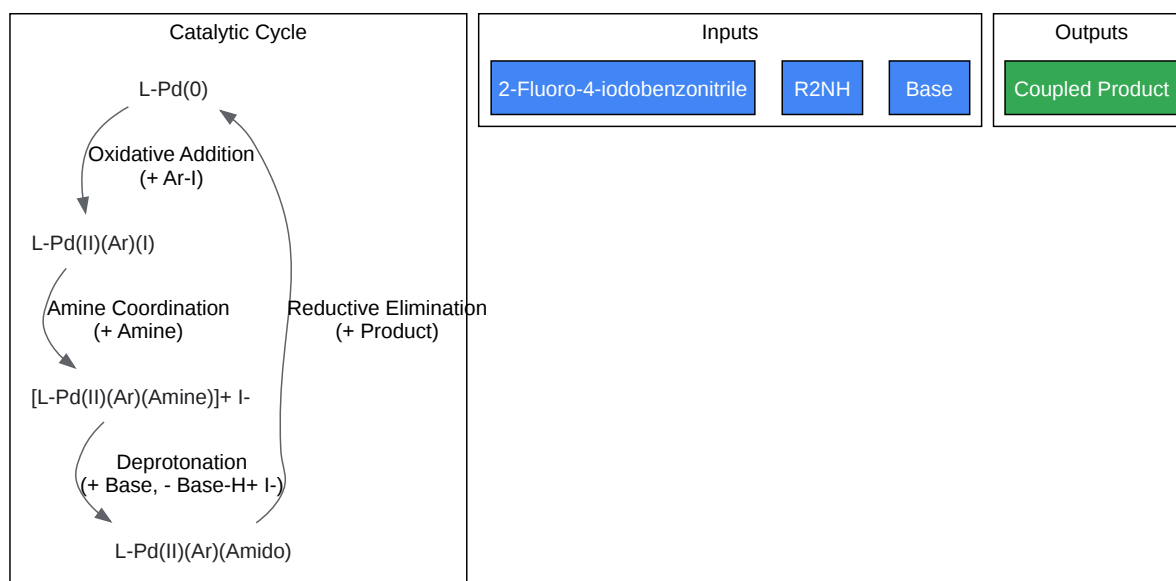 Catalytic Cycle
L-Pd(0)
Oxidative Addition
(+ Ar-I)
L-Pd(II)(Ar)(I)
Amine Coordination
(+ Amine)
Reductive Elimination
(+ Product)
[L-Pd(II)(Ar)(Amine)]+ I-
Deprotonation
(+ Base, - Base-H+ I-)
L-Pd(II)(Ar)(Amido)
Inputs
2-Fluoro-4-iodobenzonitrile
R2NH
Base
Outputs
Coupled Product